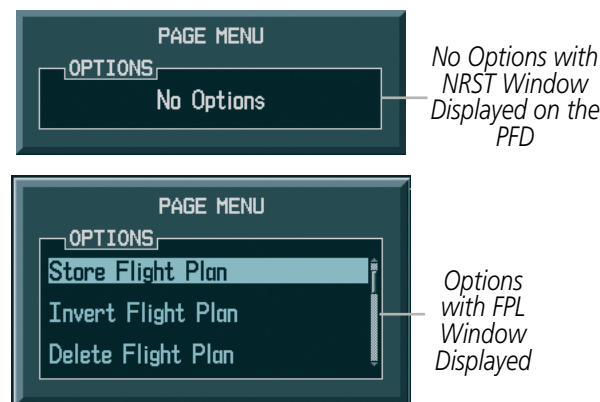 PAGE MENU
OPTIONS
No Options
No Options with
NRST Window
Displayed on the
PFD
PAGE MENU
OPTIONS
Store Flight Plan
Invert Flight Plan
Delete Flight Plan
Options
with FPL
Window
Displayed